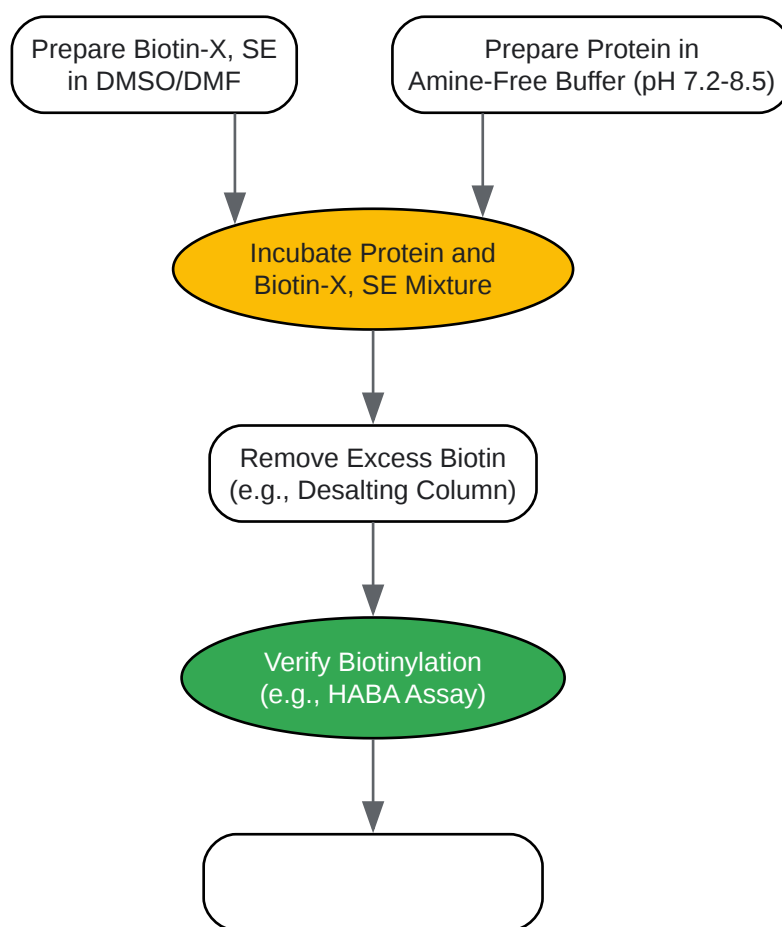 Prepare Biotin-X, SE
in DMSO/DMF
Prepare Protein in
Amine-Free Buffer (pH 7.2-8.5)
Incubate Protein and
Biotin-X, SE Mixture
Remove Excess Biotin
(e.g., Desalting Column)
Verify Biotinylation
(e.g., HABA Assay)